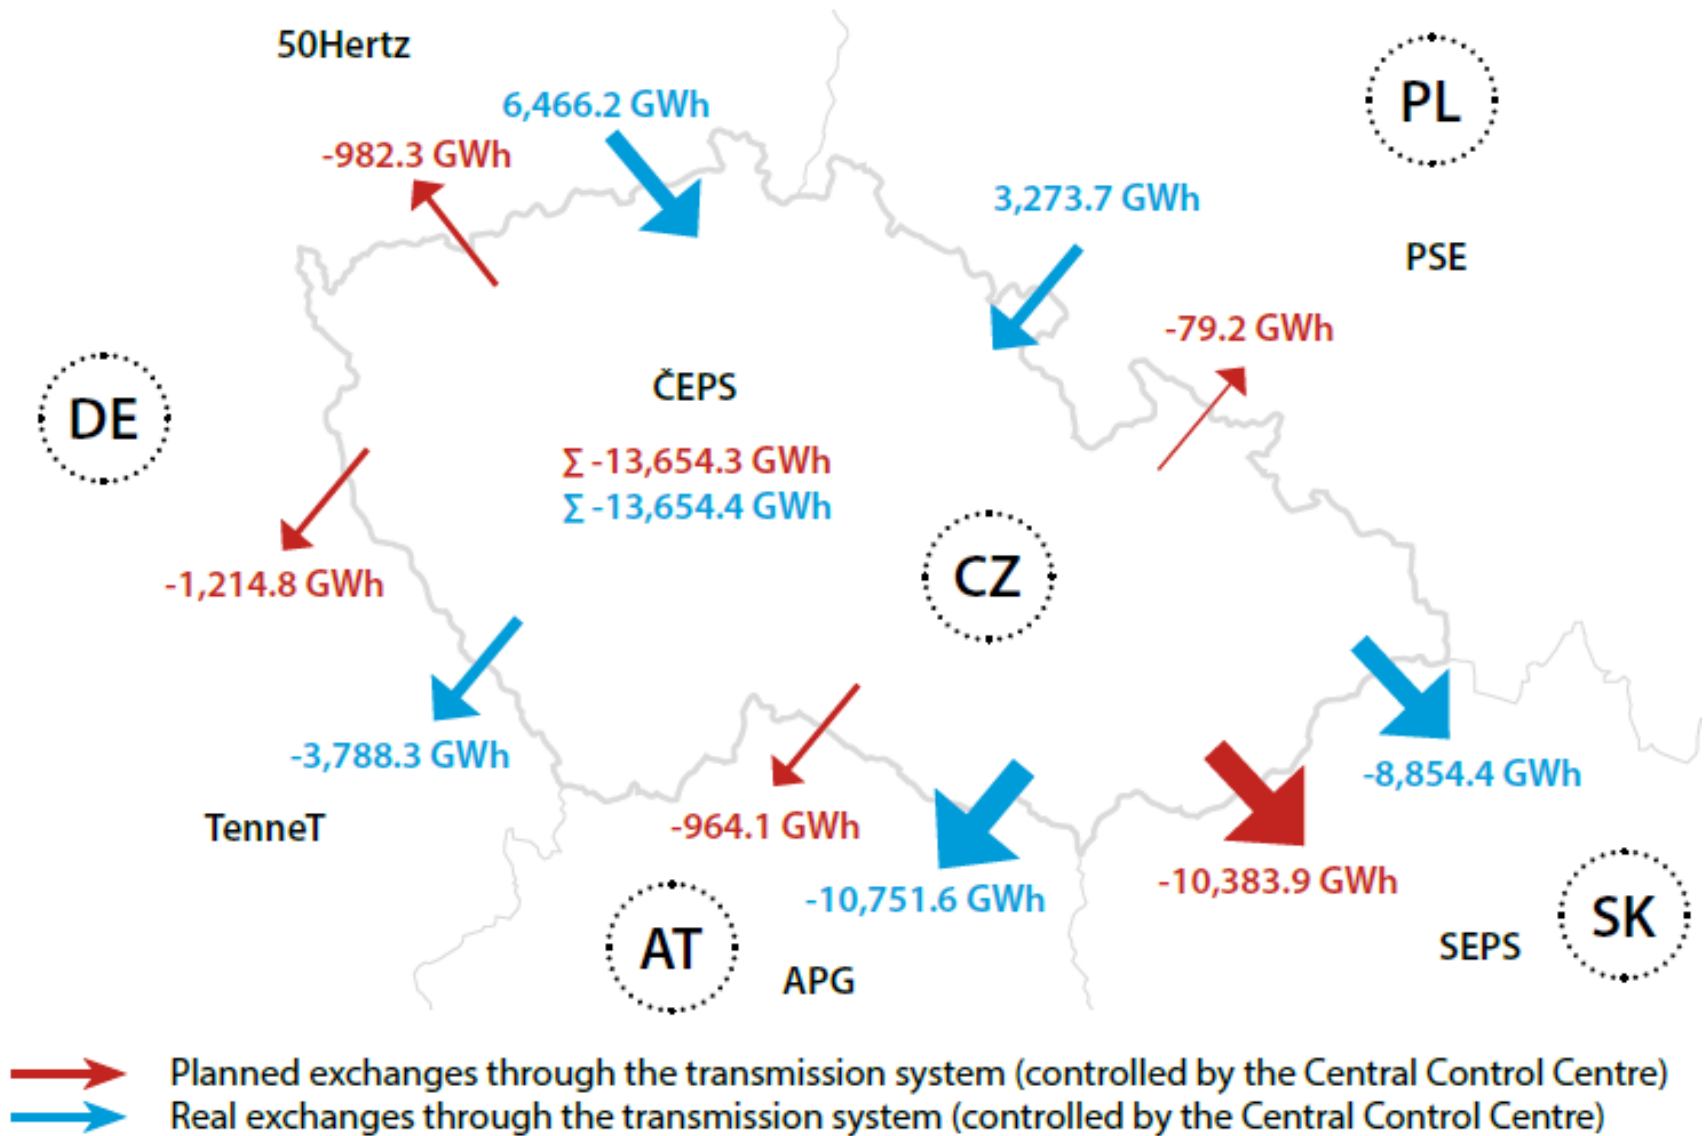 50Hertz
6,466.2 GWh
-982.3 GWh
PL
3,273.7 GWh
PSE
-79.2 GWh
DE
ČEPS
∑ -13,654.3 GWh
∑ -13,654.4 GWh
CZ
-1,214.8 GWh
-3,788.3 GWh
TenneT
-964.1 GWh
-10,751.6 GWh
-8,854.4 GWh
-10,383.9 GWh
AT
APG
SEPS
SK
Planned exchanges through the transmission system (controlled by the Central Control Centre)
Real exchanges through the transmission system (controlled by the Central Control Centre)